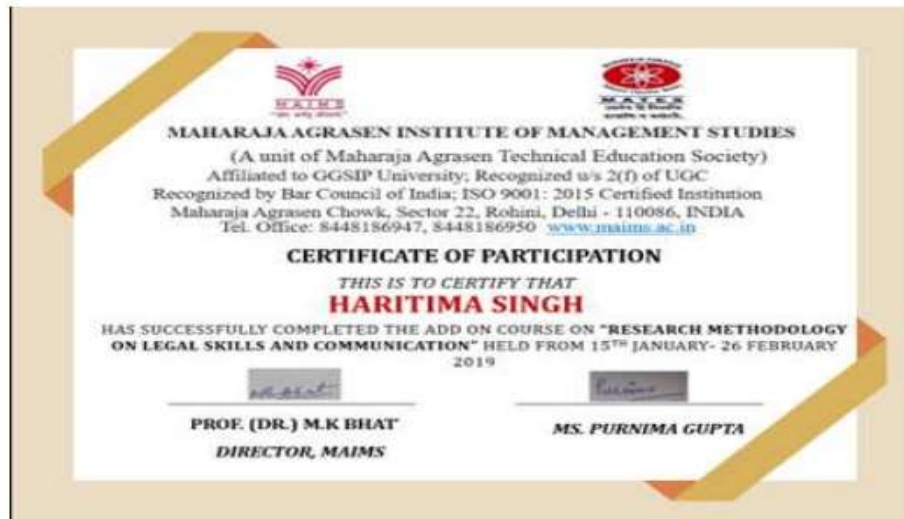 MAIMS
MATES
MAHARAJA AGRASEN INSTITUTE OF MANAGEMENT STUDIES
(A unit of Maharaja Agrasen Technical Education Society)
Affiliated to GGSIP University; Recognized u/s 2(f) of UGC
Recognized by Bar Council of India; ISO 9001: 2015 Certified Institution
Maharaja Agrasen Chowk, Sector 22, Rohini, Delhi - 110086, INDIA
Tel. Office: 8448186947, 8448186950 www.maims.ac.in
CERTIFICATE OF PARTICIPATION
THIS IS TO CERTIFY THAT
HARITIMA SINGH
HAS SUCCESSFULLY COMPLETED THE ADD ON COURSE ON "RESEARCH METHODOLOGY
ON LEGAL SKILLS AND COMMUNICATION" HELD FROM 15TH JANUARY- 26 FEBRUARY
2019
PROF. (DR.) M.K BHAT
MS. PURNIMA GUPTA
DIRECTOR, MAIMS